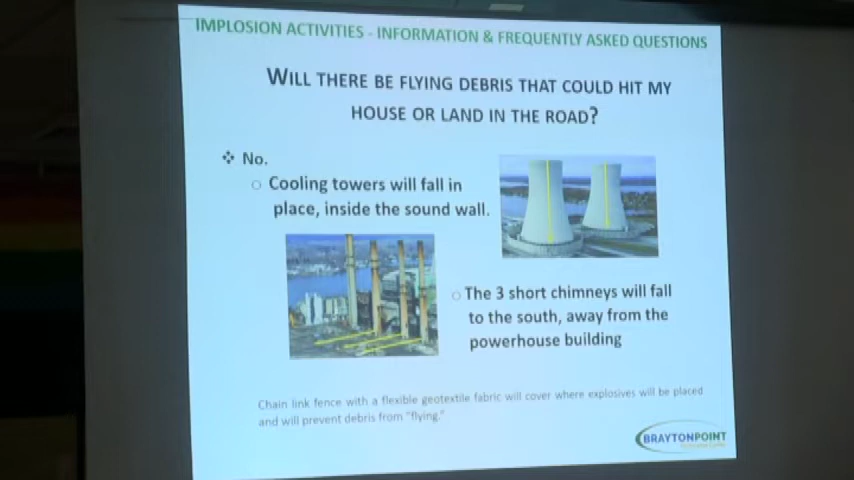 IMPLOSION ACTIVITIES - INFORMATION & FREQUENTLY ASKED QUESTIONS
WILL THERE BE FLYING DEBRIS THAT COULD HIT MY
HOUSE OR LAND IN THE ROAD?
❖ No.
○ Cooling towers will fall in
place, inside the sound wall.
○ The 3 short chimneys will fall
to the south, away from the
powerhouse building
Chain link fence with a flexible geotextile fabric will cover where explosives will be placed
and will prevent debris from "flying."
BRAYTONPOINT